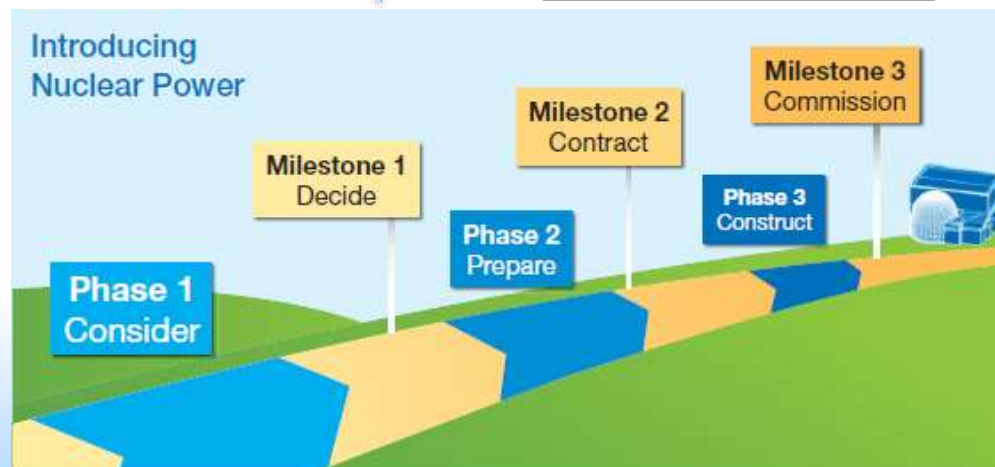 Introducing
Nuclear Power
Phase 1
Consider
Milestone 1
Decide
Phase 2
Prepare
Milestone 2
Contract
Phase 3
Construct
Milestone 3
Commission